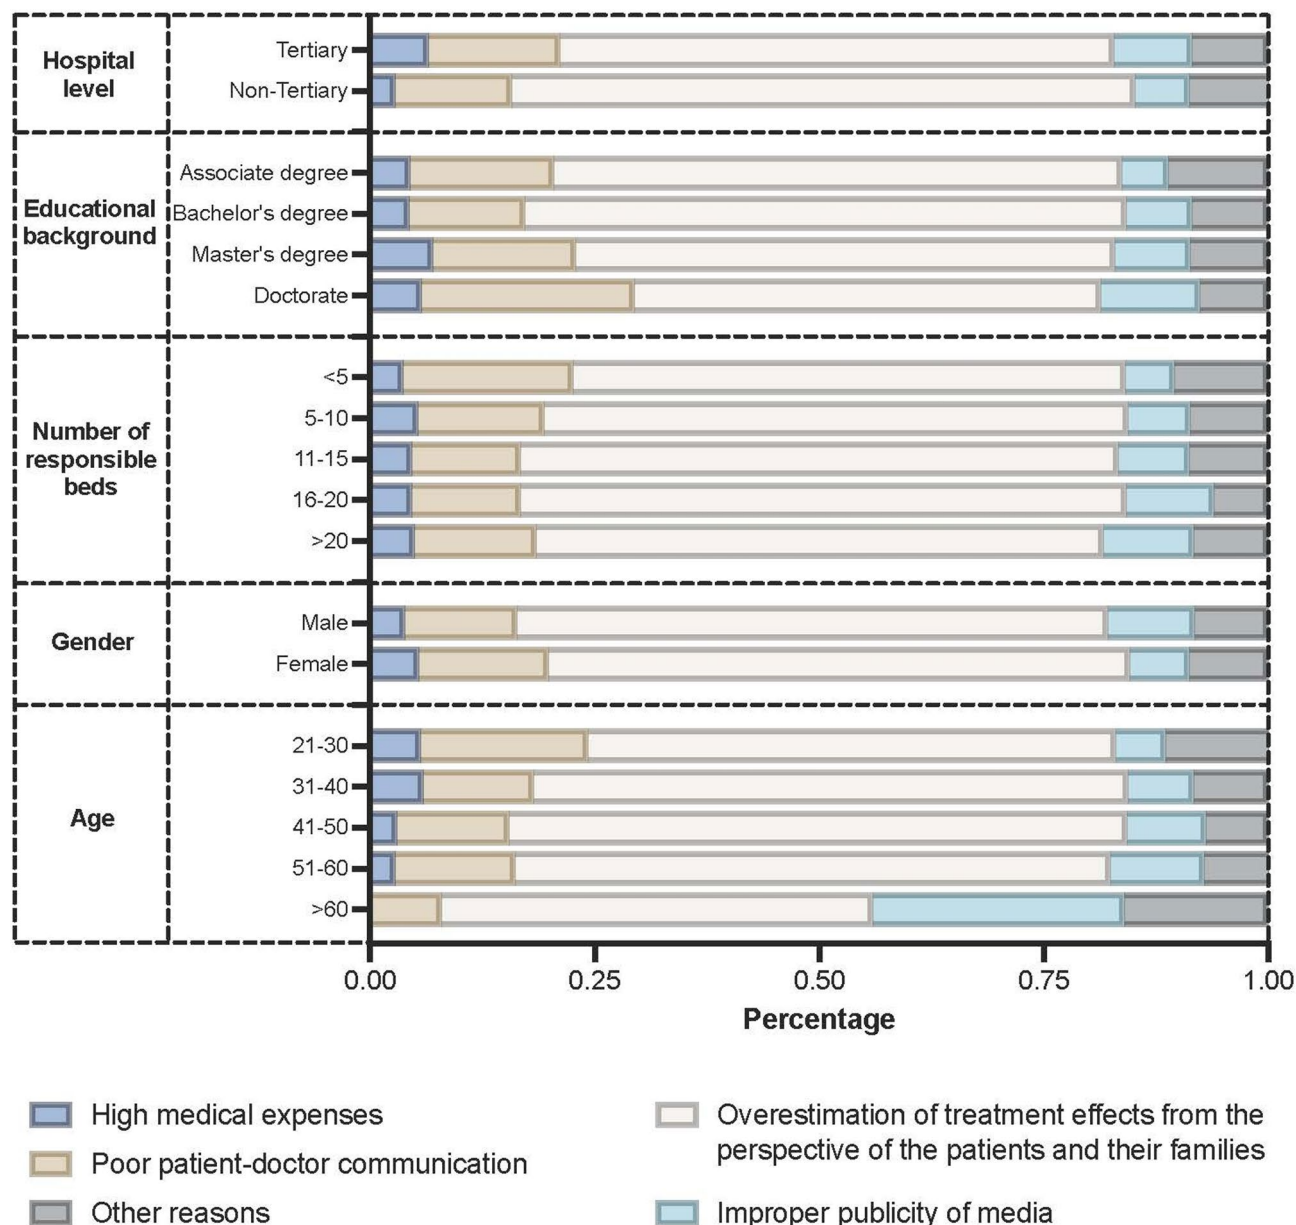 Hospital
level
Tertiary
Non-Tertiary
Educational
background
Associate degree
Bachelor's degree
Master's degree
Doctorate
Number of
responsible
beds
<5
5-10
11-15
16-20
>20
Gender
Male
Female
Age
21-30
31-40
41-50
51-60
>60
0.00 0.25 0.50 0.75 1.00
Percentage
High medical expenses
Poor patient-doctor communication
Other reasons
Overestimation of treatment effects from the
perspective of the patients and their families
Improper publicity of media